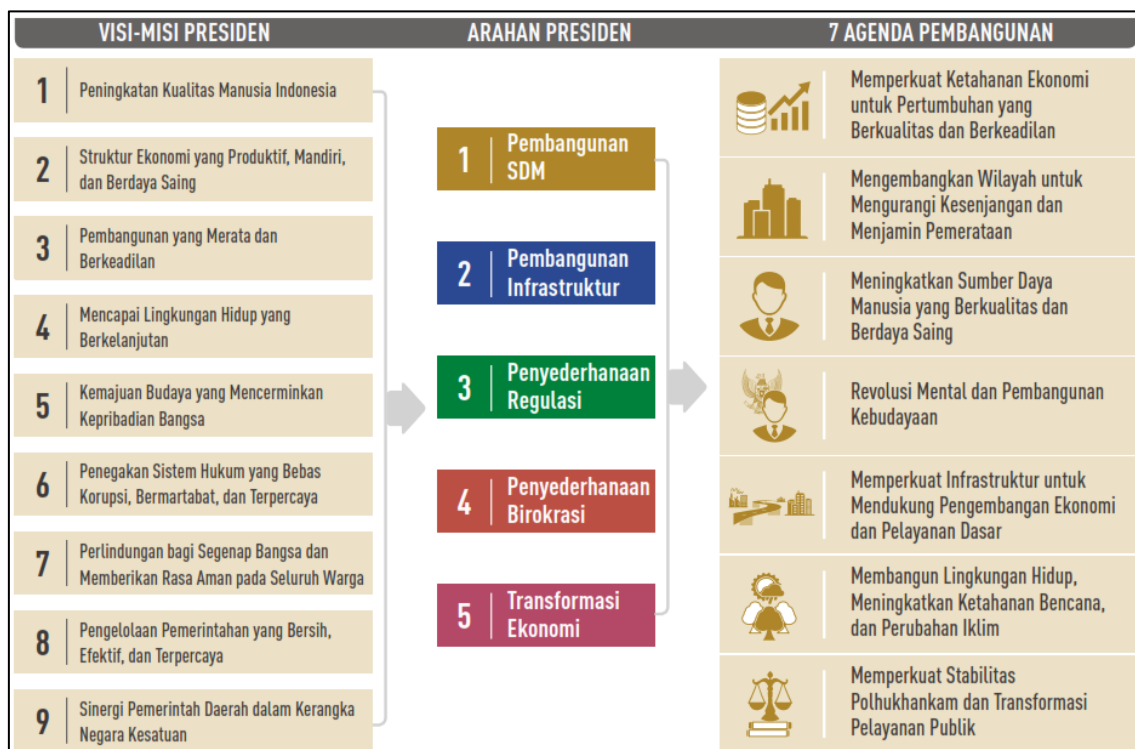 VISI-MISI PRESIDEN
1
Peningkatan Kualitas Manusia Indonesia
2
Struktur Ekonomi yang Produktif, Mandiri,
dan Berdaya Saing
3
Pembangunan yang Merata dan
Berkeadilan
4
Mencapai Lingkungan Hidup yang
Berkelanjutan
5
Kemajuan Budaya yang Mencerminkan
Kepribadian Bangsa
6
Penegakan Sistem Hukum yang Bebas
Korupsi, Bermartabat, dan Terpercaya
7
Perlindungan bagi Segenap Bangsa dan
Memberikan Rasa Aman pada Seluruh Warga
8
Pengelolaan Pemerintahan yang Bersih,
Efektif, dan Terpercaya
9
Sinergi Pemerintah Daerah dalam Kerangka
Negara Kesatuan
ARAHAN PRESIDEN
1
Pembangunan
SDM
2
Pembangunan
Infrastruktur
3
Penyederhanaan
Regulasi
4
Penyederhanaan
Birokrasi
5
Transformasi
Ekonomi
7 AGENDA PEMBANGUNAN
Memperkuat Ketahanan Ekonomi
untuk Pertumbuhan yang
Berkualitas dan Berkeadilan
Mengembangkan Wilayah untuk
Mengurangi Kesenjangan dan
Menjamin Pemerataan
Meningkatkan Sumber Daya
Manusia yang Berkualitas dan
Berdaya Saing
Revolusi Mental dan Pembangunan
Kebudayaan
Memperkuat Infrastruktur untuk
Mendukung Pengembangan Ekonomi
dan Pelayanan Dasar
Membangun Lingkungan Hidup,
Meningkatkan Ketahanan Bencana,
dan Perubahan Iklim
Memperkuat Stabilitas
Polhukhankam dan Transformasi
Pelayanan Publik